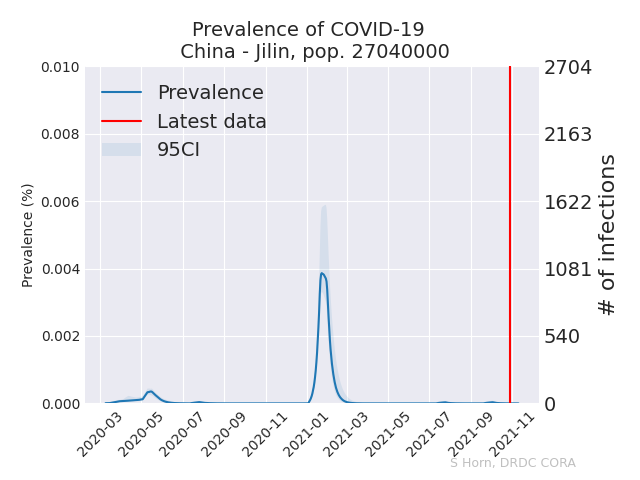 Prevalence of COVID-19
China - Jilin, pop. 27040000
Prevalence
Latest data
95CI
Prevalence (%)
0.010
0.008
0.006
0.004
0.002
0.000
2704
2163
1622
1081
540
0
# of infections
2020-03
2020-05
2020-07
2020-09
2020-11
2021-01
2021-03
2021-05
2021-07
2021-09
2021-11
S Horn, DRDC CORA